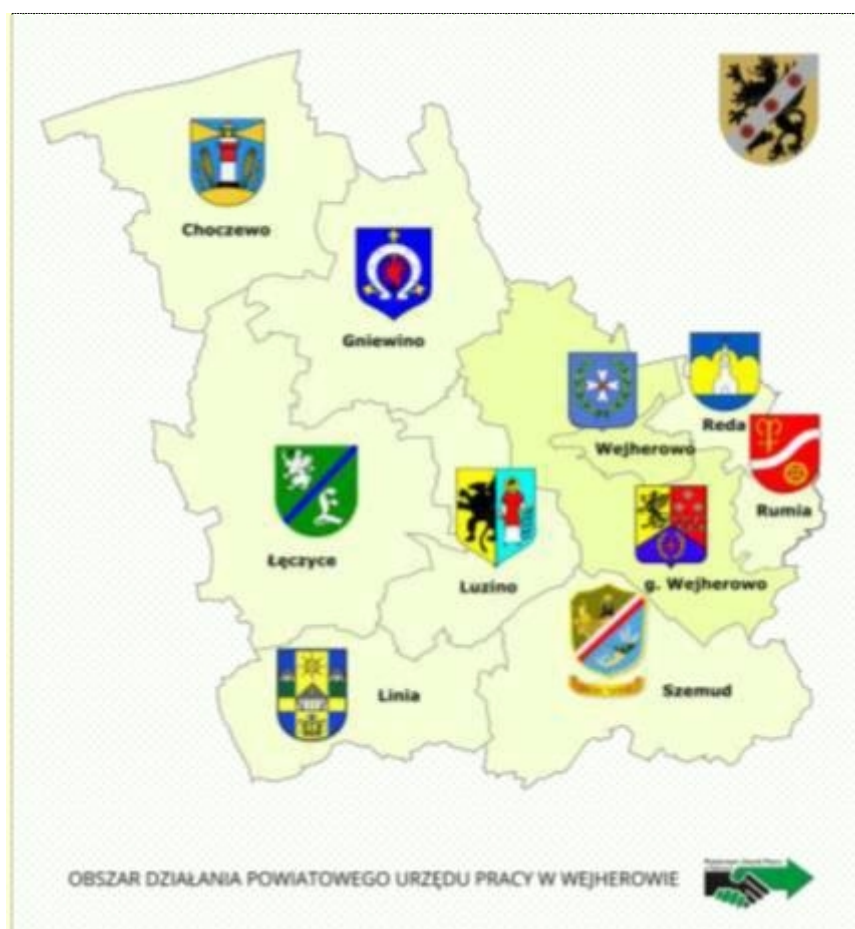 Choczewo
Gniewino
Reda
Wejherowo
Rumia
Łęczyce
Luzino
g. Wejherowo
Linia
Szemud
OBSZAR DZIAŁANIA POWIATOWEGO URZĘDU PRACY W WEJHEROWIE